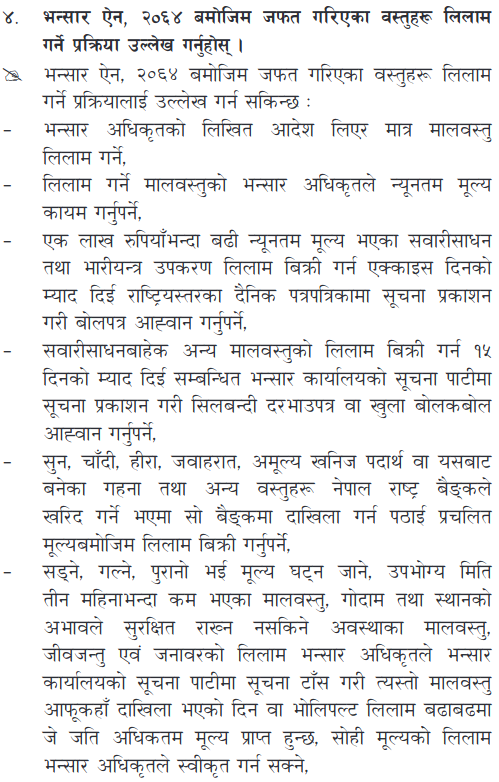 ४. भन्सार ऐन, २०६४ बमोजिम जफत गरिएका वस्तुहरू लिलाम
गर्ने प्रक्रिया उल्लेख गर्नुहोस् ।
भन्सार ऐन, २०६४ बमोजिम जफत गरिएका वस्तुहरू लिलाम
गर्ने प्रक्रियालाई उल्लेख गर्न सकिन्छ :
- भन्सार अधिकृतको लिखित आदेश लिएर मात्र मालवस्तु
लिलाम गर्ने,
- लिलाम गर्ने मालवस्तुको भन्सार अधिकृतले न्यूनतम मूल्य
कायम गर्नुपर्ने,
- एक लाख रुपियाँभन्दा बढी न्यूनतम मूल्य भएका सवारीसाधन
तथा भारीयन्त्र उपकरण लिलाम बिक्री गर्न एक्काइस दिनको
म्याद दिई राष्ट्रियस्तरका दैनिक पत्रपत्रिकामा सूचना प्रकाशन
गरी बोलपत्र आह्वान गर्नुपर्ने,
- सवारीसाधनबाहेक अन्य मालवस्तुको लिलाम बिक्री गर्न १५
दिनको म्याद दिई सम्बन्धित भन्सार कार्यालयको सूचना पाटीमा
सूचना प्रकाशन गरी सिलबन्दी दरभाउपत्र वा खुला बोलकबोल
आह्वान गर्नुपर्ने,
- सुन, चाँदी, हीरा, जवाहरात, अमूल्य खनिज पदार्थ वा यसबाट
बनेका गहना तथा अन्य वस्तुहरू नेपाल राष्ट्र बैङ्कले
खरिद गर्ने भएमा सो बैङ्कमा दाखिला गर्न पठाई प्रचलित
मूल्यबमोजिम लिलाम बिक्री गर्नुपर्ने,
- सड्ने, गल्ने, पुरानो भई मूल्य घट्न जाने, उपभोग्य मिति
तीन महिनाभन्दा कम भएका मालवस्तु, गोदाम तथा स्थानको
अभावले सुरक्षित राख्न नसकिने अवस्थाका मालवस्तु,
जीवजन्तु एवं जनावरको लिलाम भन्सार अधिकृतले भन्सार
कार्यालयको सूचना पाटीमा सूचना टाँस गरी त्यस्तो मालवस्तु
आफूकहाँ दाखिला भएको दिन वा भोलिपल्ट लिलाम बढाबढमा
जे जति अधिकतम मूल्य प्राप्त हुन्छ, सोही मूल्यको लिलाम
भन्सार अधिकृतले स्वीकृत गर्न सक्ने,